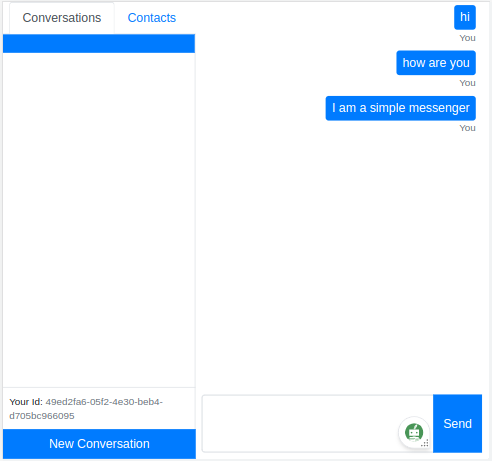 Conversations
Contacts
hi
You
how are you
You
I am a simple messenger
You
Your Id: 49ed2fa6-05f2-4e30-beb4-
d705bc966095
New Conversation
Send